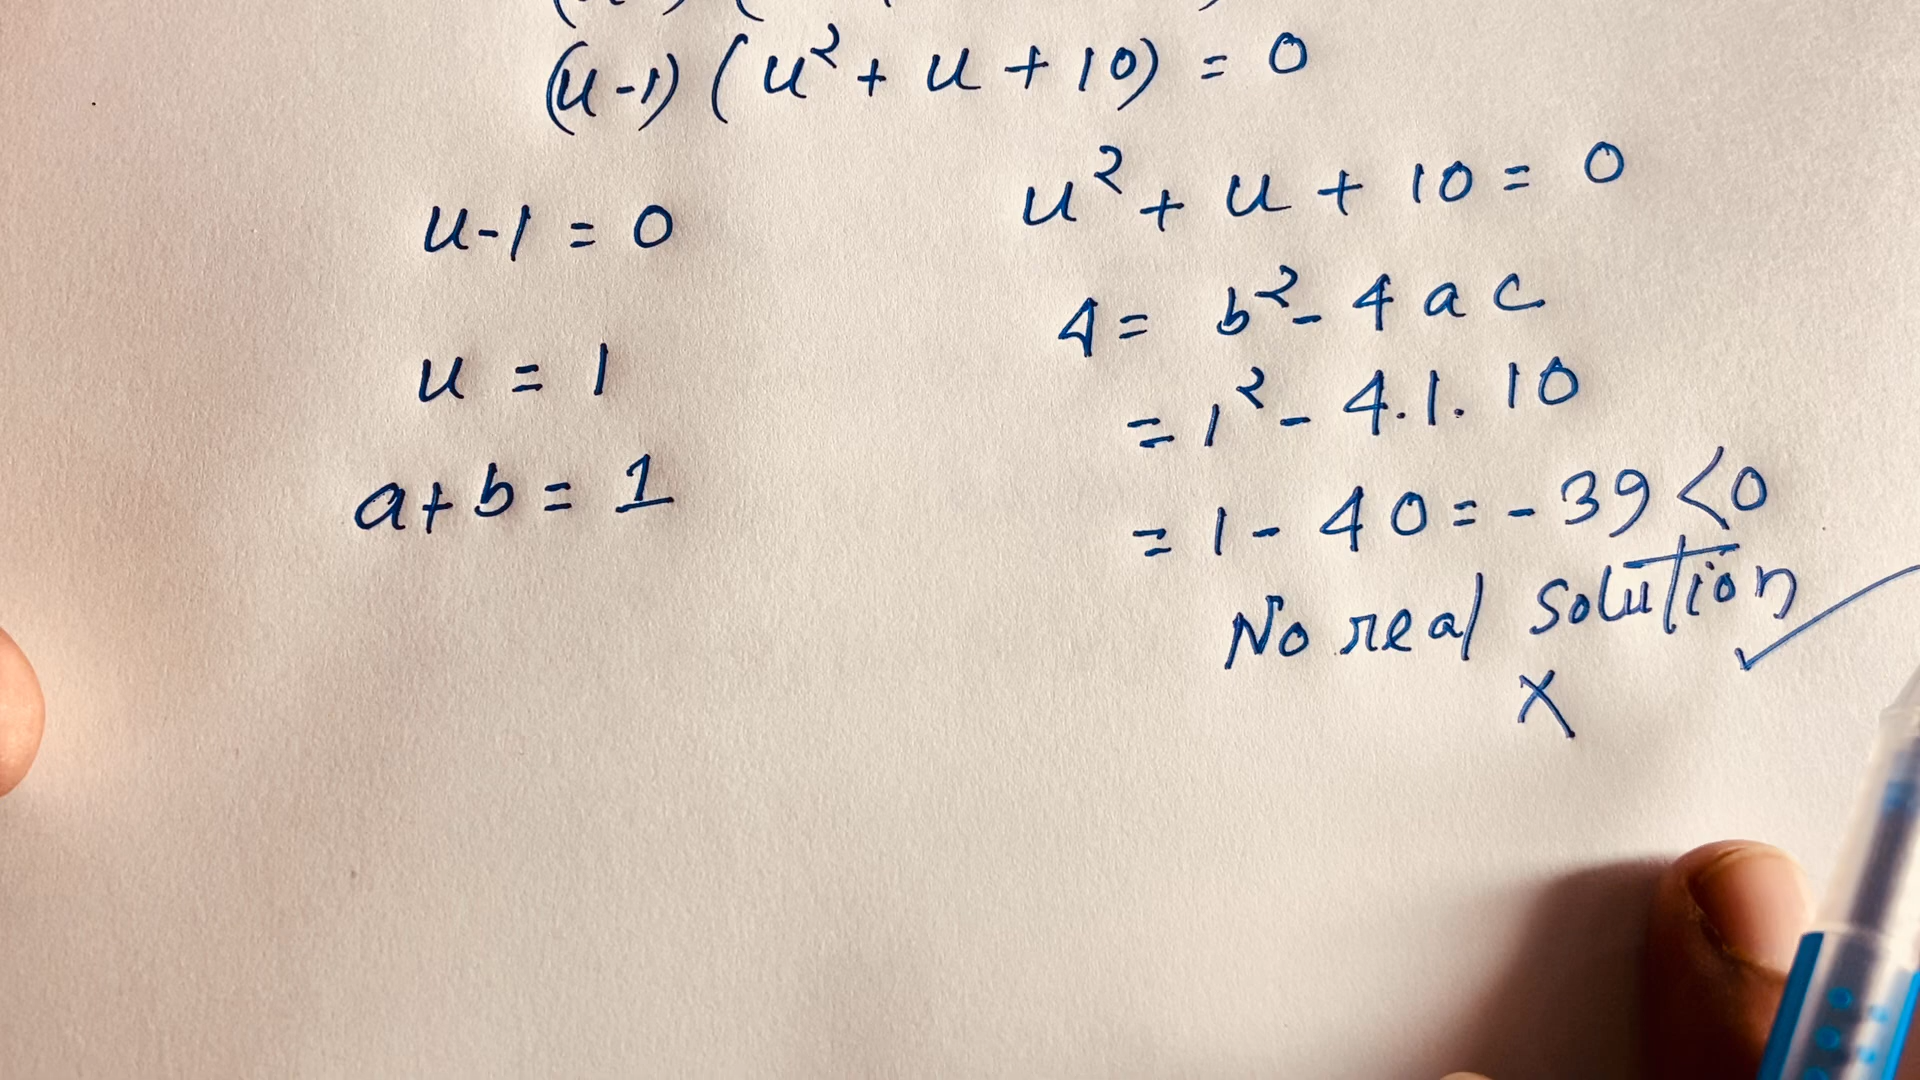 (u-1) (u² + u + 10) = 0
u-1 = 0
u = 1
a+b = 1
u² + u + 10 = 0
Δ = b² - 4ac
= 1² - 4.1.10
= 1 - 40 = -39 < 0
No real solution ✓
X